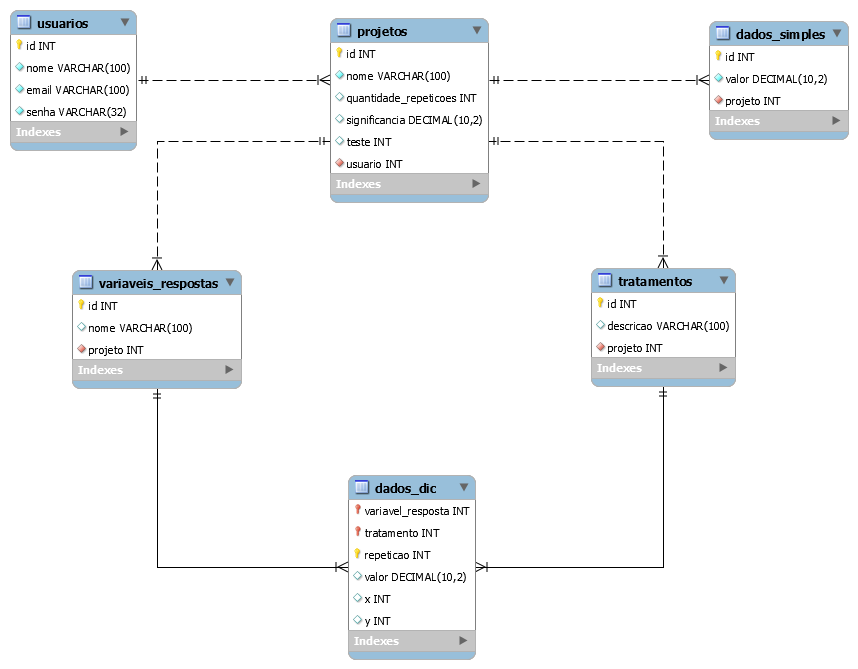 usuarios
id INT
nome VARCHAR(100)
email VARCHAR(100)
senha VARCHAR(32)
Indexes
projetos
id INT
nome VARCHAR(100)
quantidade_repeticoes INT
significancia DECIMAL(10,2)
teste INT
usuario INT
Indexes
dados_simples
id INT
valor DECIMAL(10,2)
projeto INT
Indexes
variaveis_respostas
id INT
nome VARCHAR(100)
projeto INT
Indexes
tratamentos
id INT
descricao VARCHAR(100)
projeto INT
Indexes
dados_dic
variavel_resposta INT
tratamento INT
repeticao INT
valor DECIMAL(10,2)
x INT
y INT
Indexes